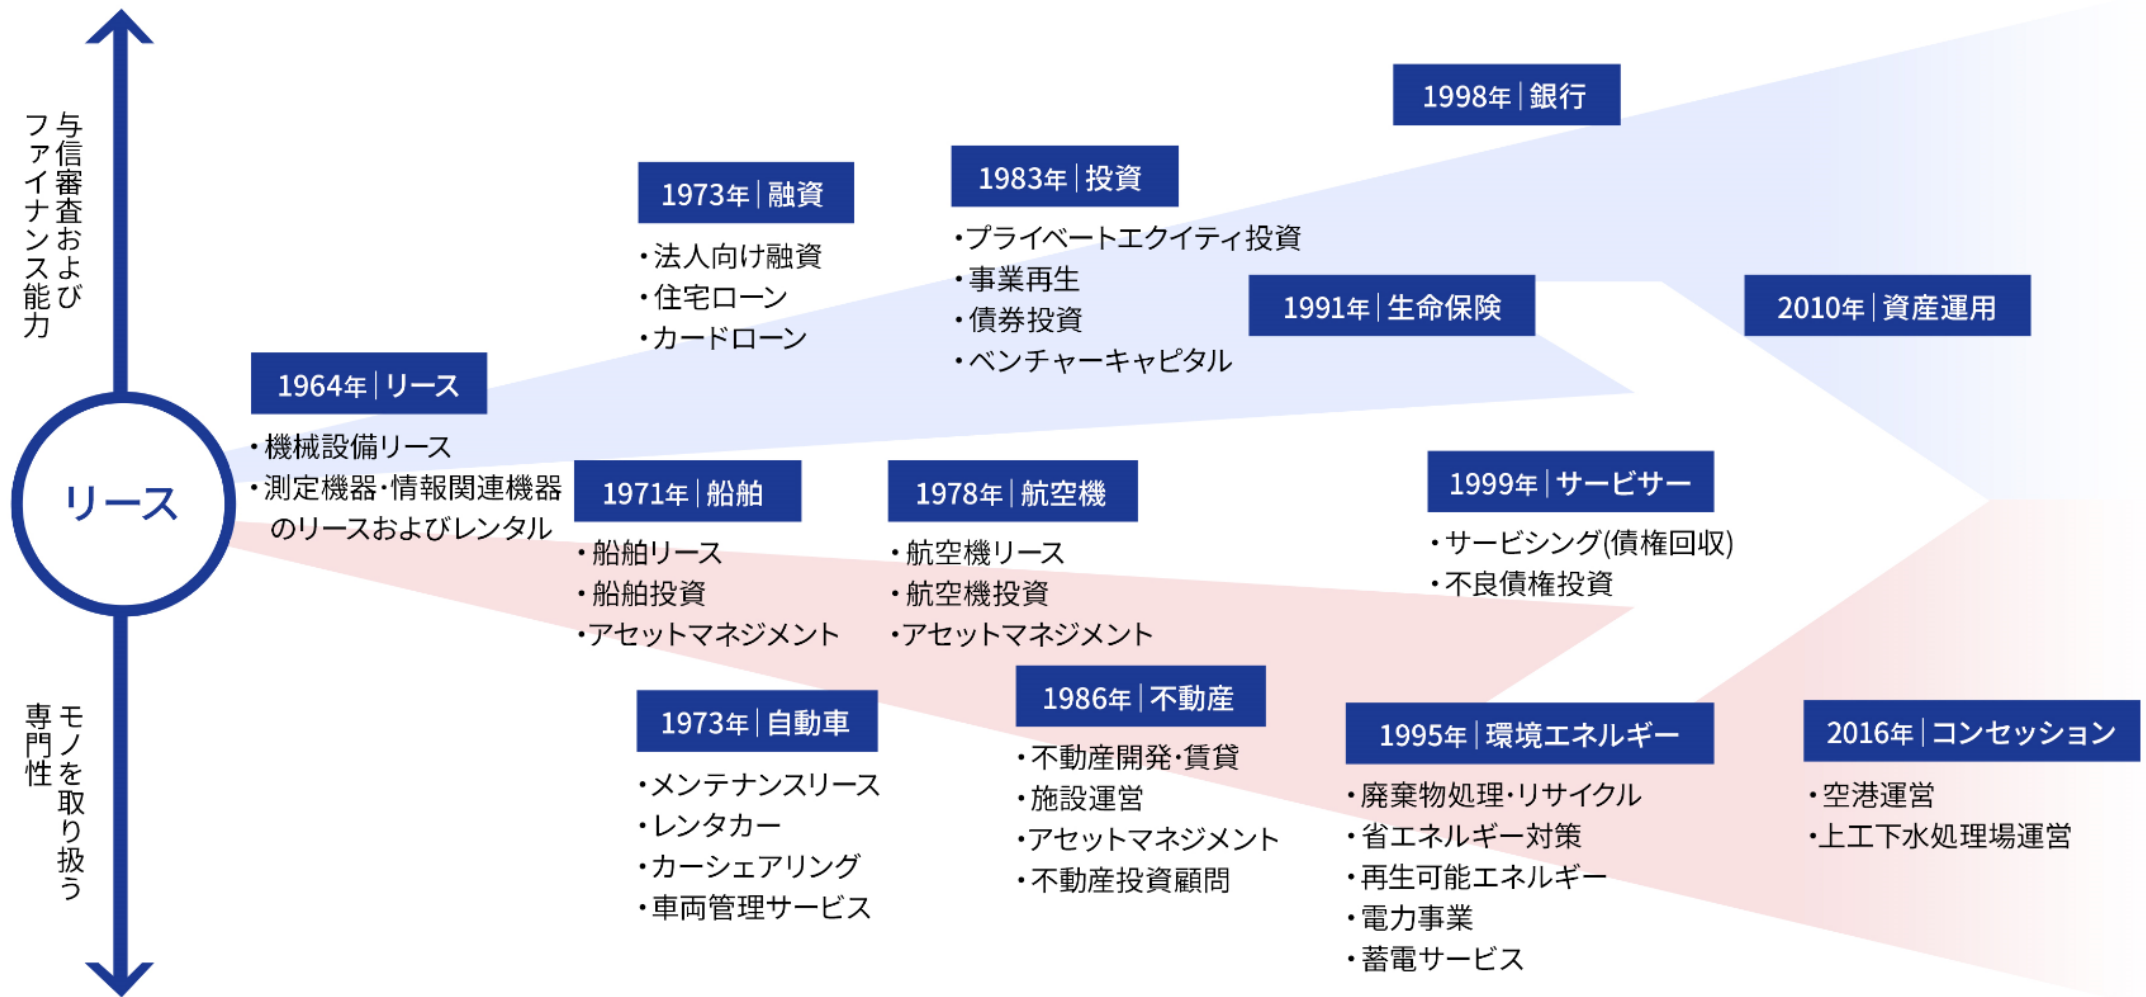 与信審査および
ファイナンス能力
リース
モノを取り扱う
専門性
1964年|リース
・機械設備リース
・測定機器・情報関連機器
のリースおよびレンタル
1973年|融資
・法人向け融資
・住宅ローン
・カードローン
1983年|投資
・プライベートエクイティ投資
・事業再生
・債券投資
・ベンチャーキャピタル
1998年|銀行
1991年|生命保険
2010年|資産運用
1971年|船舶
・船舶リース
・船舶投資
・アセットマネジメント
1978年|航空機
・航空機リース
・航空機投資
・アセットマネジメント
1999年|サービサー
・サービシング(債権回収)
・不良債権投資
1973年|自動車
・メンテナンスリース
・レンタカー
・カーシェアリング
・車両管理サービス
1986年|不動産
・不動産開発・賃貸
・施設運営
・アセットマネジメント
・不動産投資顧問
1995年|環境エネルギー
・廃棄物処理・リサイクル
・省エネルギー対策
・再生可能エネルギー
・電力事業
・蓄電サービス
2016年|コンセッション
・空港運営
・上工下水処理場運営